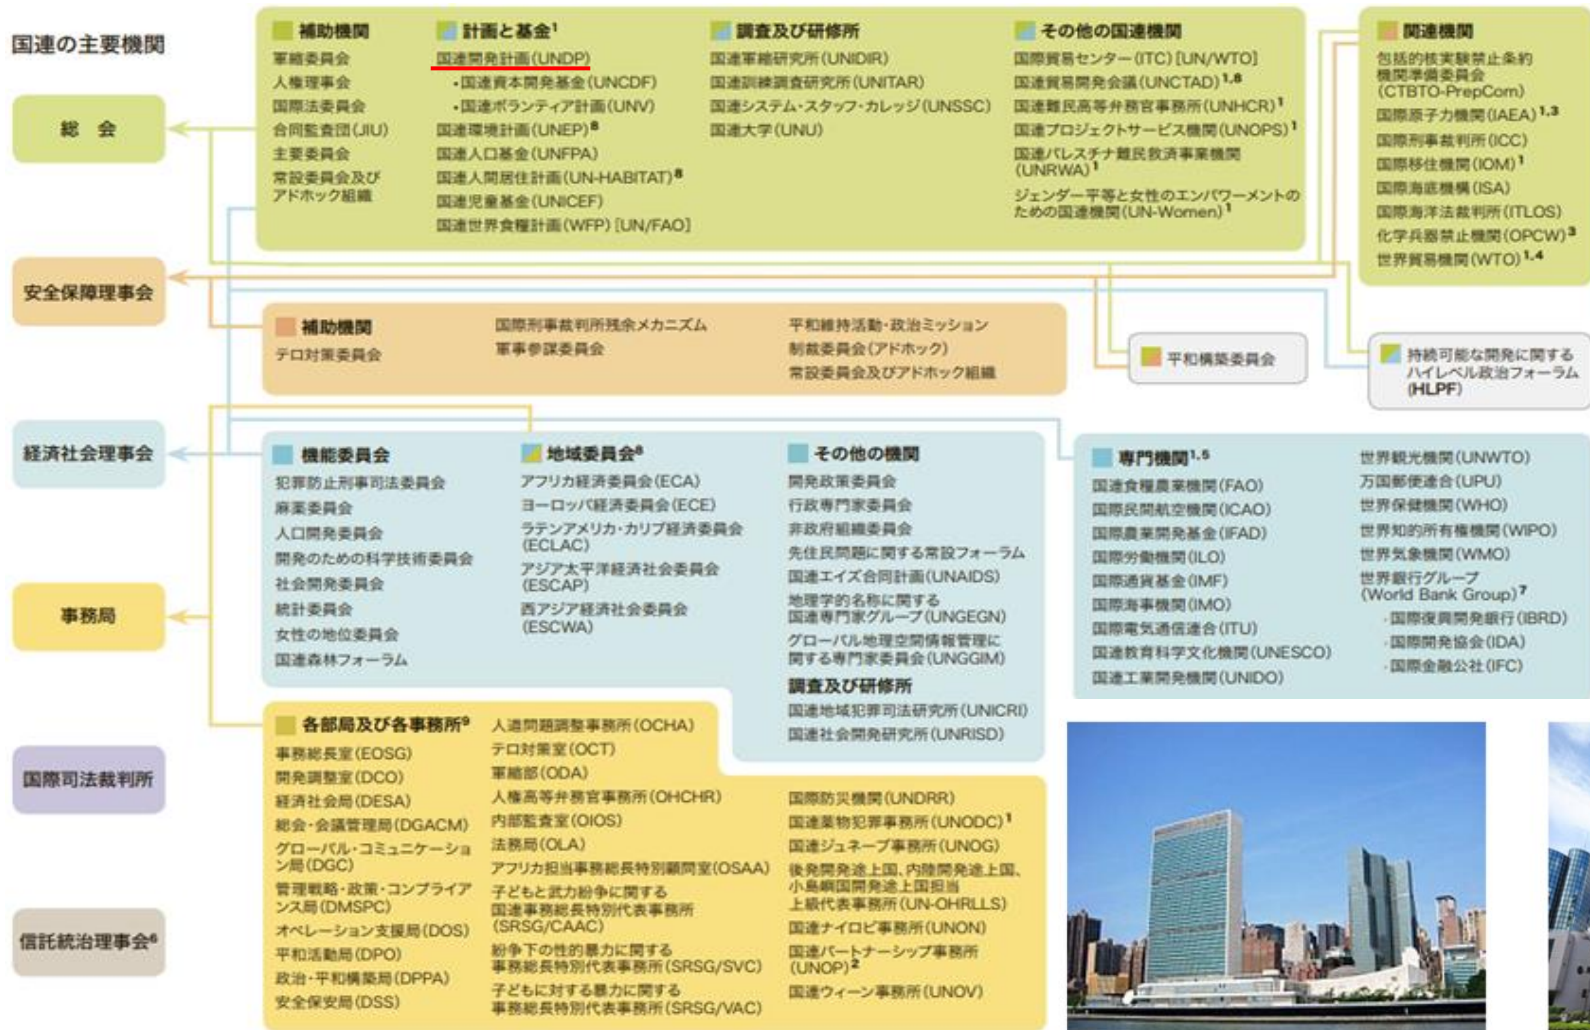 国連の主要機関
総 会
安全保障理事会
経済社会理事会
事務局
国際司法裁判所
信託統治理事会⁶
補助機関
軍縮委員会
人権理事会
国際法委員会
合同監査団(JIU)
主要委員会
常設委員会及び
アドホック組織
計画と基金¹
国連開発計画(UNDP)
•国連資本開発基金(UNCDF)
•国連ボランティア計画(UNV)
国連環境計画(UNEP)⁸
国連人口基金(UNFPA)
国連人間居住計画(UN-HABITAT)⁸
国連児童基金(UNICEF)
国連世界食糧計画(WFP)[UN/FAO]
調査及び研修所
国連軍縮研究所(UNIDIR)
国連訓練調査研究所(UNITAR)
国連システム・スタッフ・カレッジ(UNSSC)
国連大学(UNU)
その他の国連機関
国際貿易センター(ITC)[UN/WTO]
国連貿易開発会議(UNCTAD)¹,⁸
国連難民高等弁務官事務所(UNHCR)¹
国連プロジェクトサービス機関(UNOPS)¹
国連パレスチナ難民救済事業機関
(UNRWA)¹
ジェンダー平等と女性のエンパワーメントの
ための国連機関(UN-Women)¹
関連機関
包括的核実験禁止条約
機関準備委員会
(CTBTO-PrepCom)
国際原子力機関(IAEA)¹,³
国際刑事裁判所(ICC)
国際移住機関(IOM)¹
国際海底機構(ISA)
国際海洋法裁判所(ITLOS)
化学兵器禁止機関(OPCW)³
世界貿易機関(WTO)¹,⁴
補助機関
テロ対策委員会
国際刑事裁判所残余メカニズム
軍事参謀委員会
平和維持活動・政治ミッション
制裁委員会(アドホック)
常設委員会及びアドホック組織
平和構築委員会
持続可能な開発に関する
ハイレベル政治フォーラム
(HLPF)
機能委員会
犯罪防止刑事司法委員会
麻薬委員会
人口開発委員会
開発のための科学技術委員会
社会開発委員会
統計委員会
女性の地位委員会
国連森林フォーラム
地域委員会⁸
アフリカ経済委員会(ECA)
ヨーロッパ経済委員会(ECE)
ラテンアメリカ・カリブ経済委員会
(ECLAC)
アジア太平洋経済社会委員会
(ESCAP)
西アジア経済社会委員会
(ESCWA)
その他の機関
開発政策委員会
行政専門家委員会
非政府組織委員会
先住民問題に関する常設フォーラム
国連エイズ合同計画(UNAIDS)
地理学的名称に関する
国連専門家グループ(UNGEGN)
グローバル地理空間情報管理に
関する専門家委員会(UNGGIM)
調査及び研修所
国連地域犯罪司法研究所(UNICRI)
国連社会開発研究所(UNRISD)
専門機関¹,⁵
国連食糧農業機関(FAO)
国際民間航空機関(ICAO)
国際農業開発基金(IFAD)
国際労働機関(ILO)
国際通貨基金(IMF)
国際海事機関(IMO)
国際電気通信連合(ITU)
国連教育科学文化機関(UNESCO)
国連工業開発機関(UNIDO)
世界観光機関(UNWTO)
万国郵便連合(UPU)
世界保健機関(WHO)
世界知的所有権機関(WIPO)
世界気象機関(WMO)
世界銀行グループ
(World Bank Group)⁷
•国際復興開発銀行(IBRD)
•国際開発協会(IDA)
•国際金融公社(IFC)
各部局及び各事務所⁹
事務総長室(EOSG)
開発調整室(DCO)
経済社会局(DESA)
総会・会議管理局(DGACM)
グローバル・コミュニケーショ
ン局(DGC)
管理戦略・政策・コンプライア
ンス局(DMSPC)
オペレーション支援局(DOS)
平和活動局(DPO)
政治・平和構築局(DPPA)
安全保安局(DSS)
人道問題調整事務所(OCHA)
テロ対策室(OCT)
軍縮部(ODA)
人権高等弁務官事務所(OHCHR)
内部監査室(OIOS)
法務局(OLA)
アフリカ担当事務総長特別顧問室(OSAA)
子どもと武力紛争に関する
国連事務総長特別代表事務所
(SRSG/CAAC)
紛争下の性的暴力に関する
事務総長特別代表事務所(SRSG/SVC)
子どもに対する暴力に関する
事務総長特別代表事務所(SRSG/VAC)
国際防災機関(UNDRR)
国連薬物犯罪事務所(UNODC)¹
国連ジュネーブ事務所(UNOG)
後発開発途上国、内陸開発途上国、
小島嶼国開発途上国担当
上級代表事務所(UN-OHRLLS)
国連ナイロビ事務所(UNON)
国連パートナーシップ事務所
(UNOP)²
国連ウィーン事務所(UNOV)